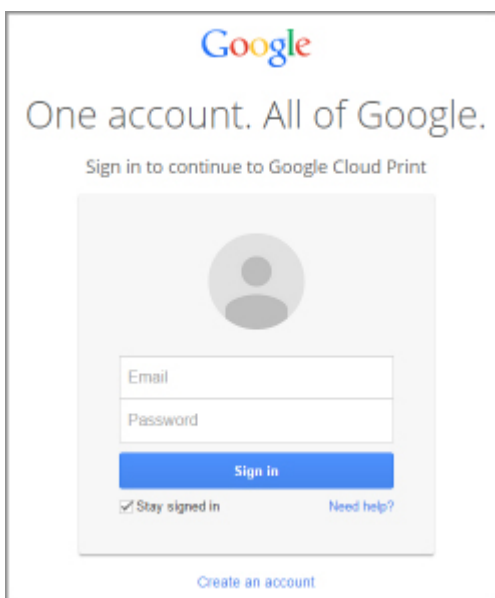 Google
One account. All of Google.
Sign in to continue to Google Cloud Print
Email
Password
Sign in
Stay signed in Need help?
Create an account